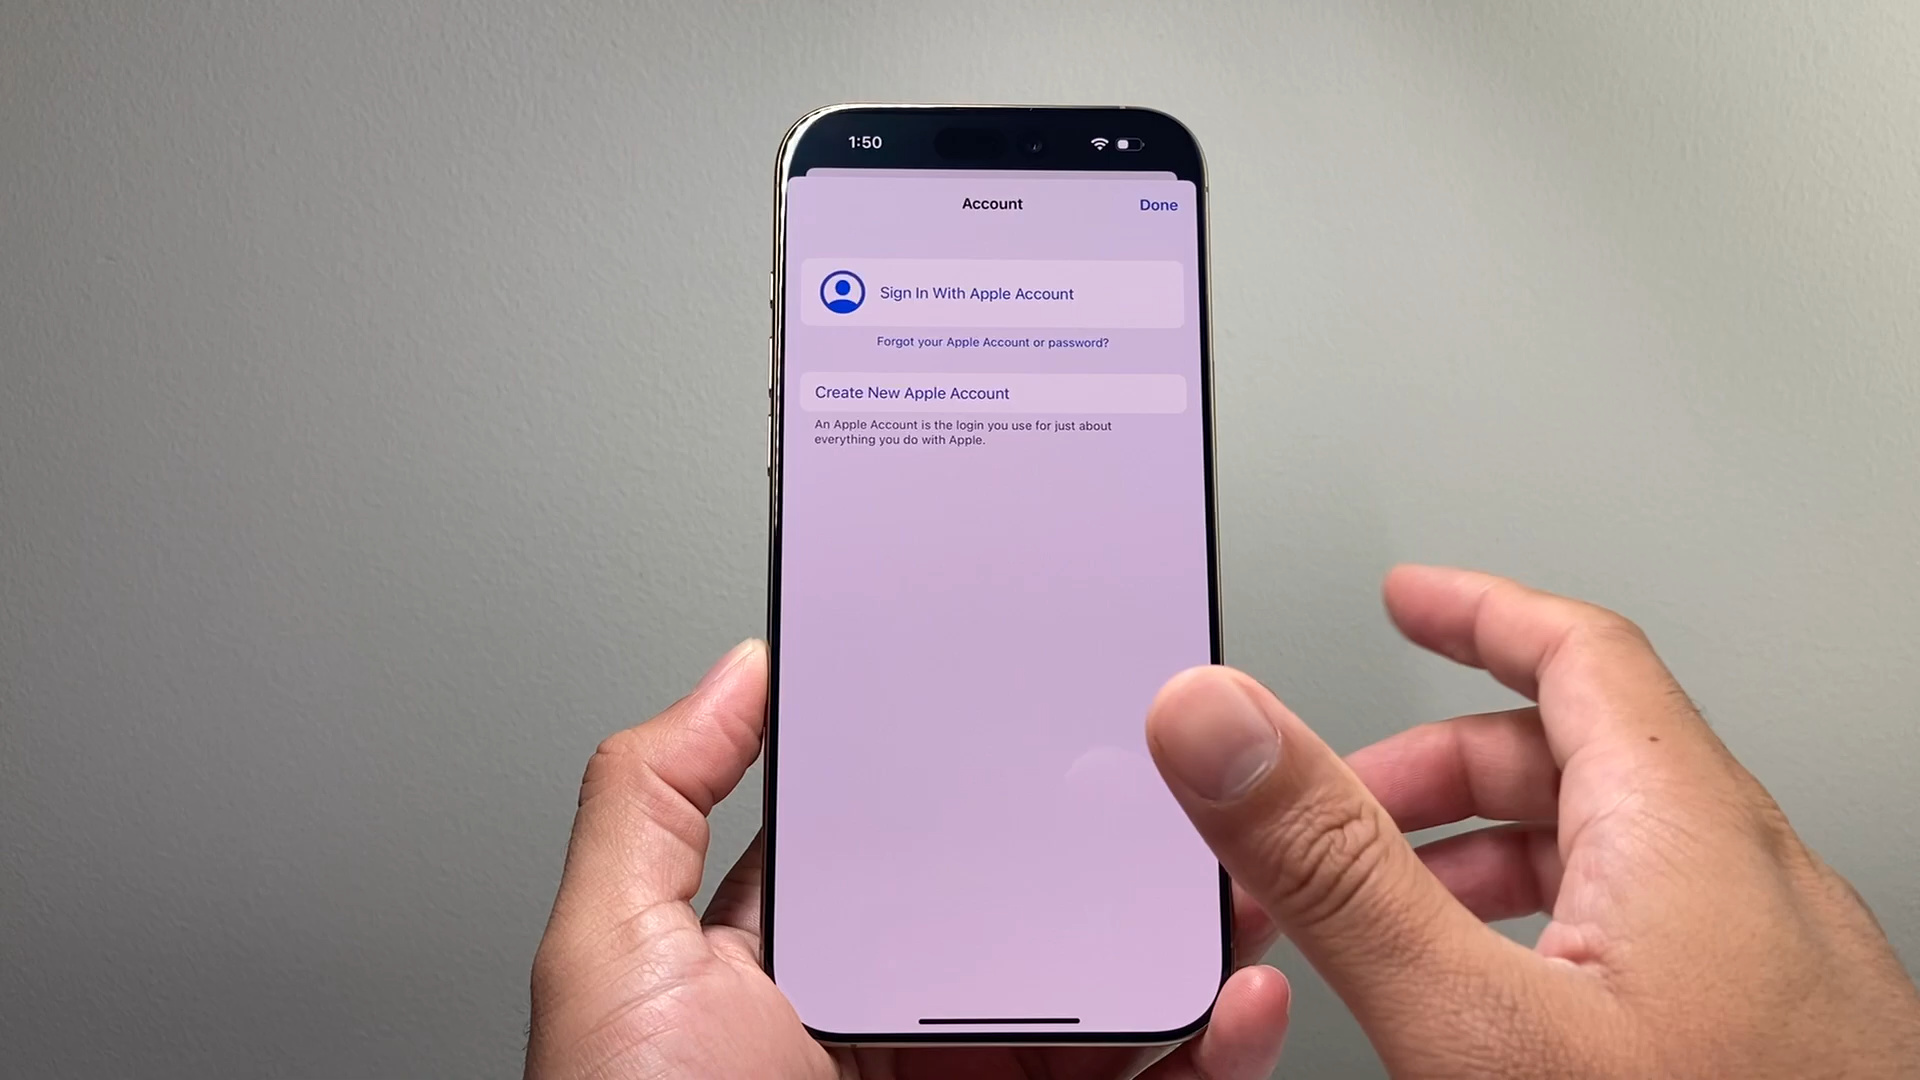 1:50
Account
Done
Sign In With Apple Account
Forgot your Apple Account or password?
Create New Apple Account
An Apple Account is the login you use for just about
everything you do with Apple.